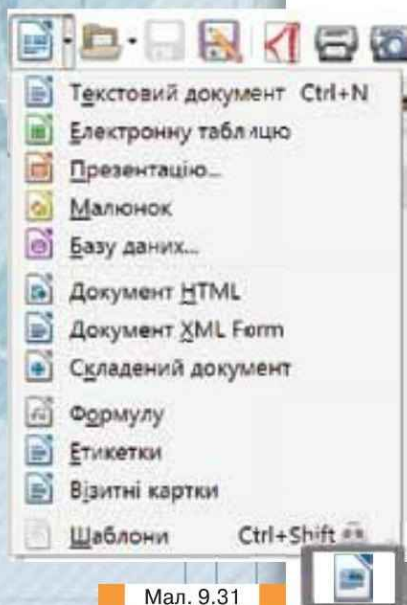 Текстовий документ Ctrl+N
Електронну таблицю
Презентацію...
Малюнок
Базу даних...
Документ HTML
Документ XML Form
Складений документ
Формулу
Етикетки
Візитні картки
Шаблони Ctrl+Shift
Мал. 9.31